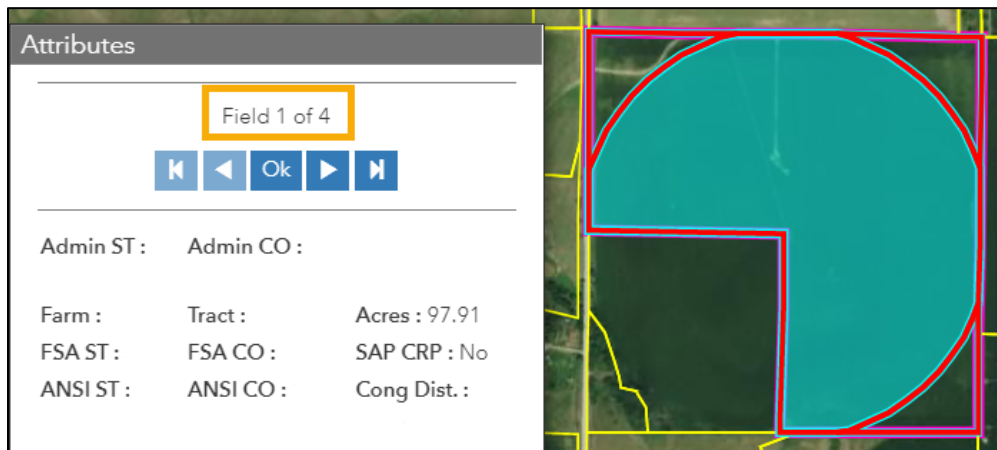 Attributes
Field 1 of 4
Ok
Admin ST : Admin CO :
Farm : Tract : Acres : 97.91
FSA ST : FSA CO : SAP CRP : No
ANSI ST : ANSI CO : Cong Dist. :